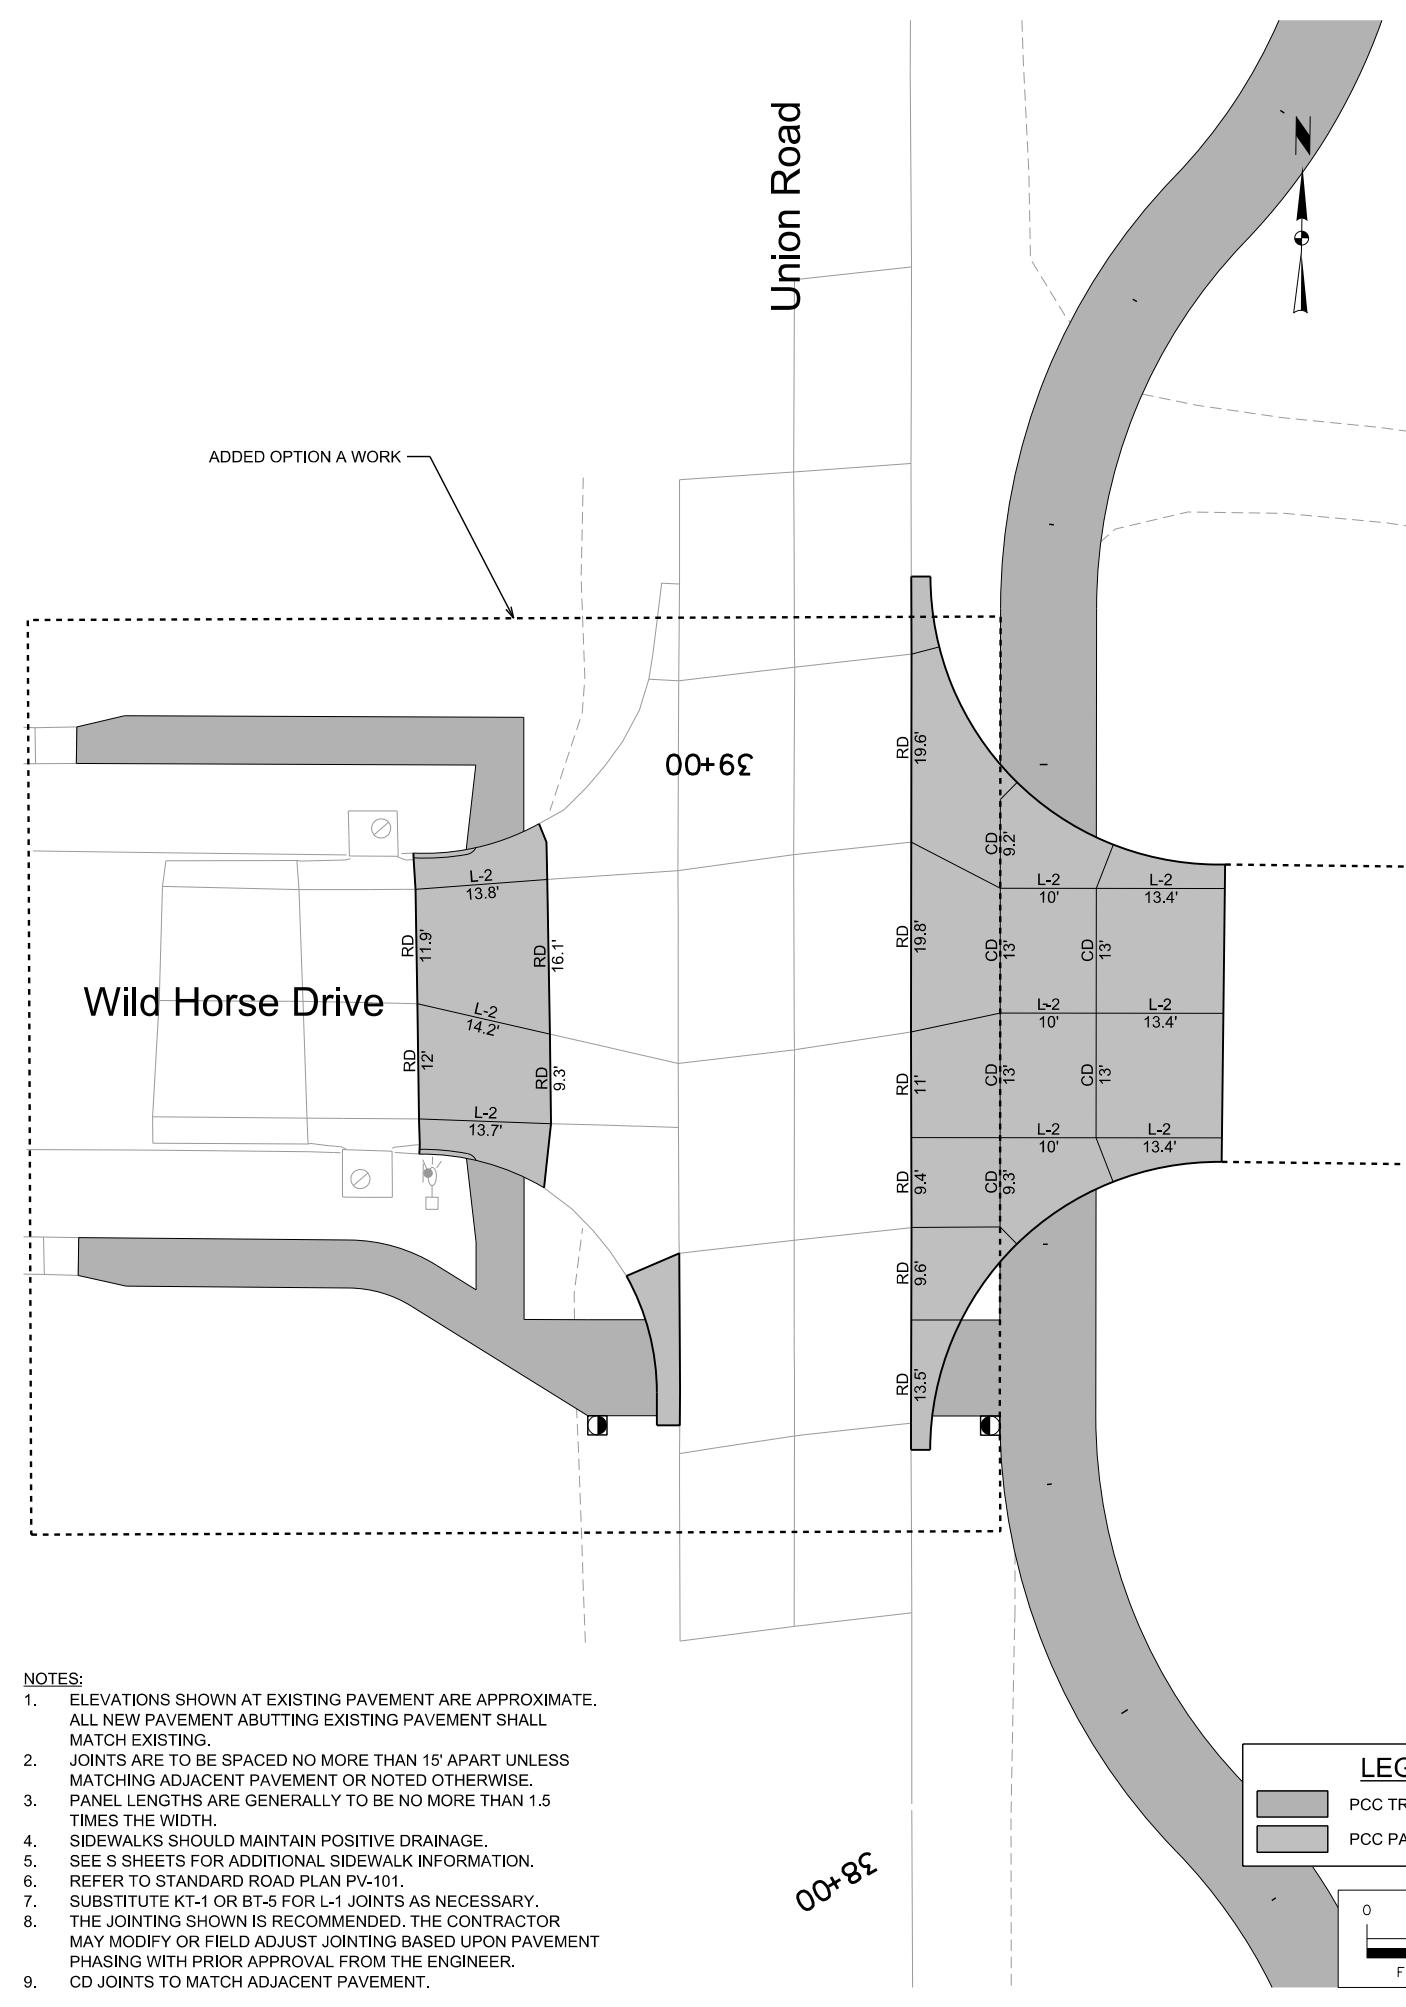 Union Road
N
ADDED OPTION A WORK
39+00
RD 19.6'
CD 9.2'
L-2 13.8'
L-2 10'
L-2 13.4'
RD 11.9'
RD 16.1'
RD 19.8'
CD 13'
CD 13'
Wild Horse Drive
L-2 14.2'
L-2 10'
L-2 13.4'
RD 12'
RD 9.3'
RD 11'
CD 13'
CD 13'
L-2 13.7'
L-2 10'
L-2 13.4'
RD 9.4'
CD 9.3'
RD 9.6'
RD 13.5'
38+00
NOTES:
1. ELEVATIONS SHOWN AT EXISTING PAVEMENT ARE APPROXIMATE.
ALL NEW PAVEMENT ABUTTING EXISTING PAVEMENT SHALL
MATCH EXISTING.
2. JOINTS ARE TO BE SPACED NO MORE THAN 15' APART UNLESS
MATCHING ADJACENT PAVEMENT OR NOTED OTHERWISE.
3. PANEL LENGTHS ARE GENERALLY TO BE NO MORE THAN 1.5
TIMES THE WIDTH.
4. SIDEWALKS SHOULD MAINTAIN POSITIVE DRAINAGE.
5. SEE S SHEETS FOR ADDITIONAL SIDEWALK INFORMATION.
6. REFER TO STANDARD ROAD PLAN PV-101.
7. SUBSTITUTE KT-1 OR BT-5 FOR L-1 JOINTS AS NECESSARY.
8. THE JOINTING SHOWN IS RECOMMENDED. THE CONTRACTOR
MAY MODIFY OR FIELD ADJUST JOINTING BASED UPON PAVEMENT
PHASING WITH PRIOR APPROVAL FROM THE ENGINEER.
9. CD JOINTS TO MATCH ADJACENT PAVEMENT.
LEG
PCC TR
PCC PA
0
F